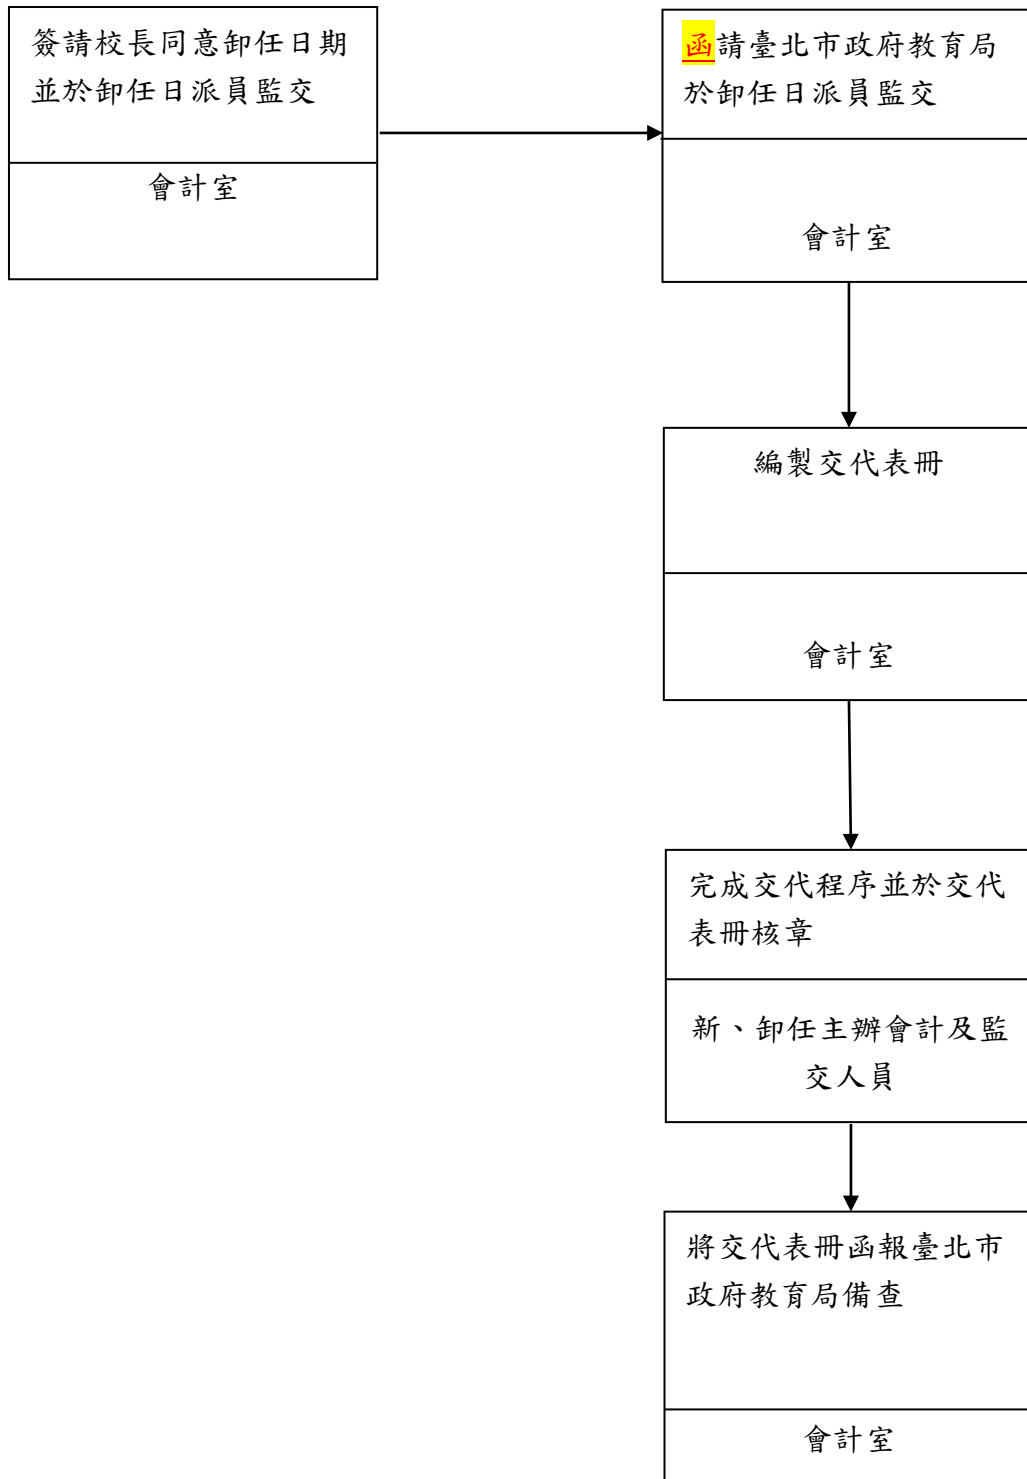 簽請校長同意卸任日期
並於卸任日派員監交
會計室
函請臺北市政府教育局
於卸任日派員監交
會計室
編製交代表冊
會計室
完成交代程序並於交代
表冊核章
新、卸任主辦會計及監
交人員
將交代表冊函報臺北市
政府教育局備查
會計室